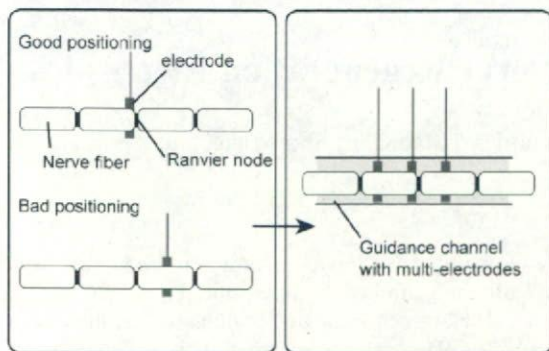 Good positioning
electrode
Nerve fiber
Ranvier node
Bad positioning
Guidance channel
with multi-electrodes